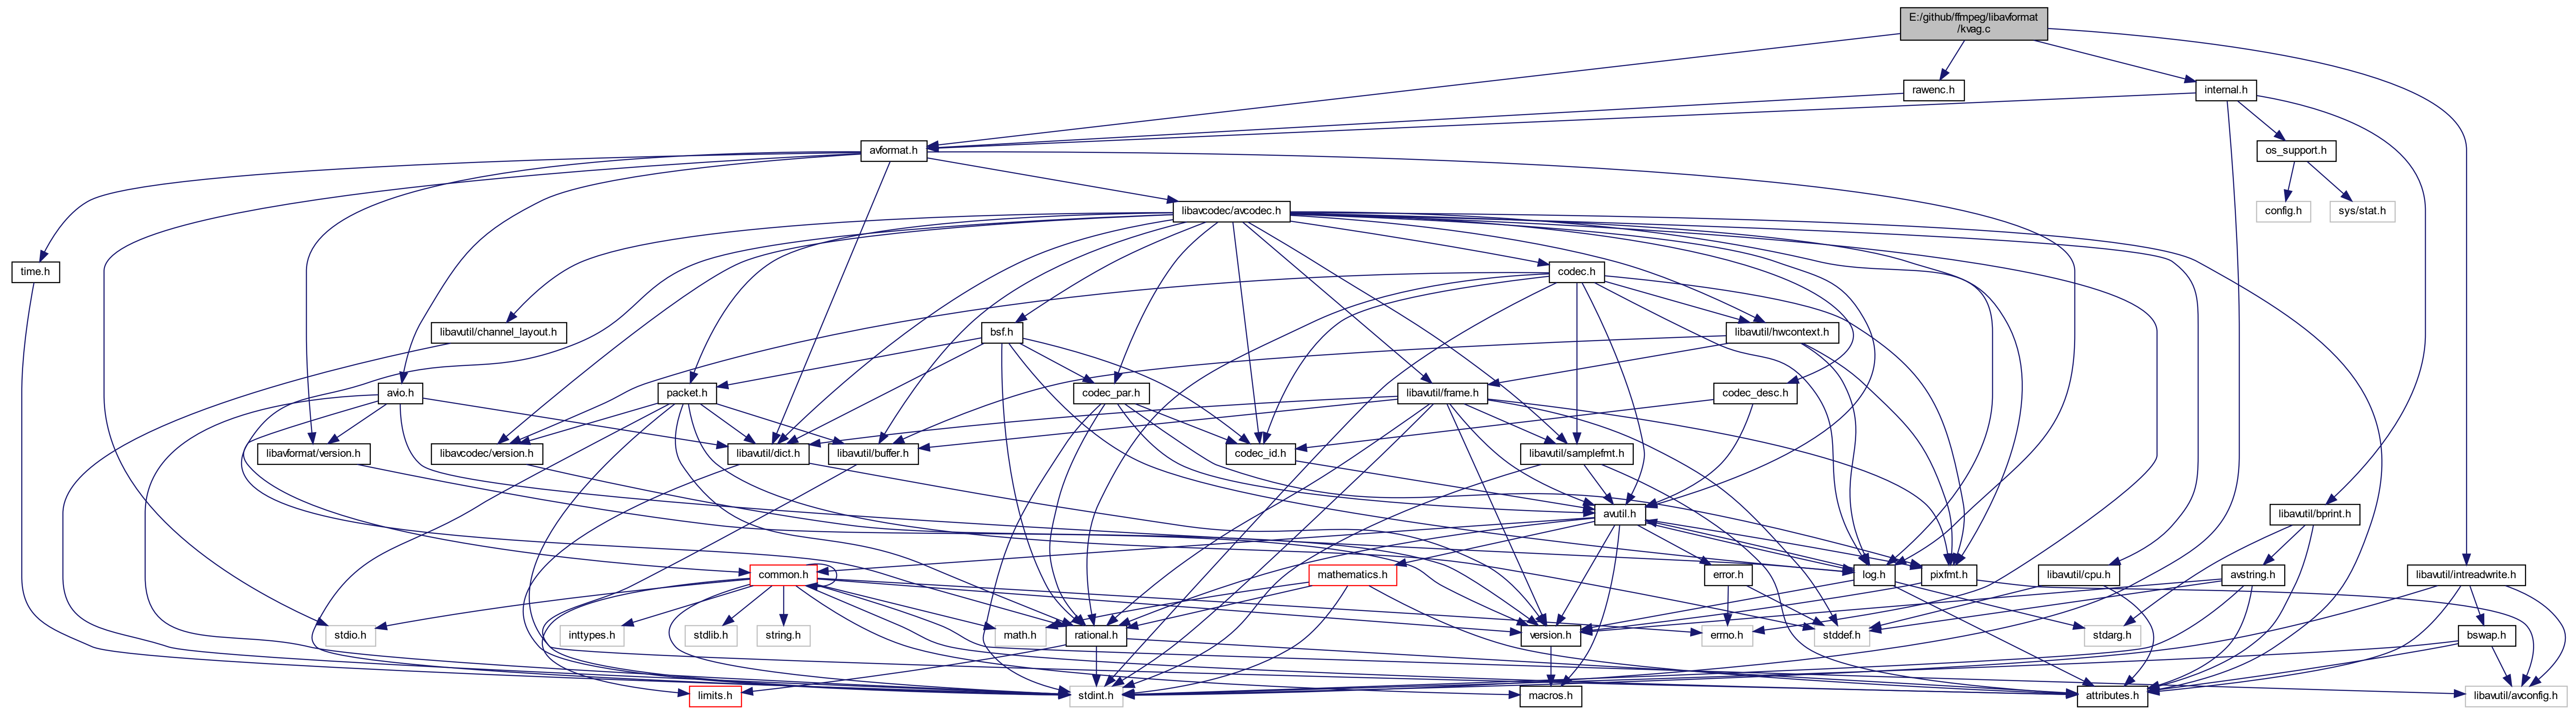 E:/github/ffmpeg/libavformat
/kvag.c
rawenc.h
internal.h
avformat.h
os_support.h
libavcodec/avcodec.h
config.h
sys/stat.h
time.h
codec.h
libavutil/channel_layout.h
bsf.h
libavutil/hwcontext.h
avio.h
packet.h
codec_par.h
libavutil/frame.h
codec_desc.h
libavformat/version.h
libavcodec/version.h
libavutil/dict.h
libavutil/buffer.h
codec_id.h
libavutil/samplefmt.h
avutil.h
libavutil/bprint.h
common.h
mathematics.h
error.h
log.h
pixfmt.h
libavutil/cpu.h
avstring.h
libavutil/intreadwrite.h
stdio.h
inttypes.h
stdlib.h
string.h
math.h
rational.h
version.h
errno.h
stddef.h
stdarg.h
bswap.h
limits.h
stdint.h
macros.h
attributes.h
libavutil/avconfig.h